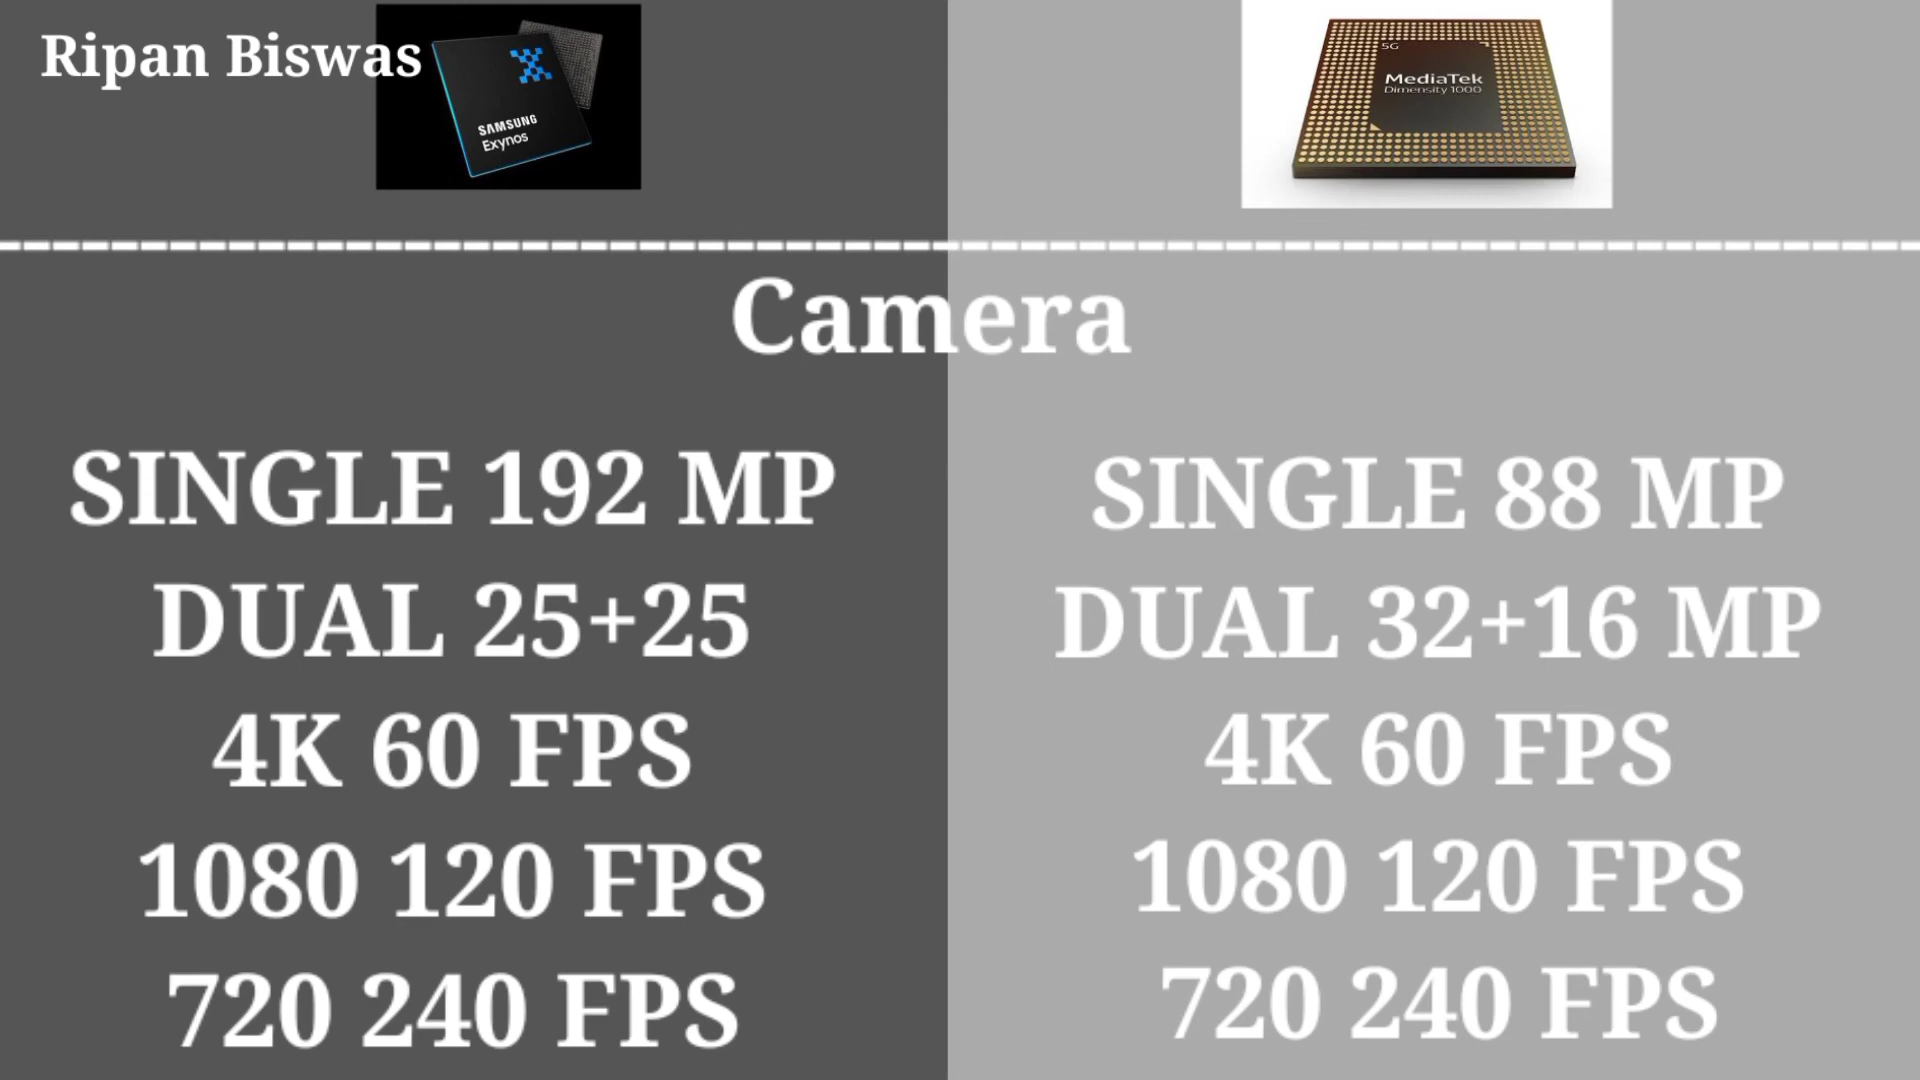 Ripan Biswas
SAMSUNG
Exynos
5G
MediaTek
Dimensity 1000
Camera
SINGLE 192 MP
DUAL 25+25
4K 60 FPS
1080 120 FPS
720 240 FPS
SINGLE 88 MP
DUAL 32+16 MP
4K 60 FPS
1080 120 FPS
720 240 FPS